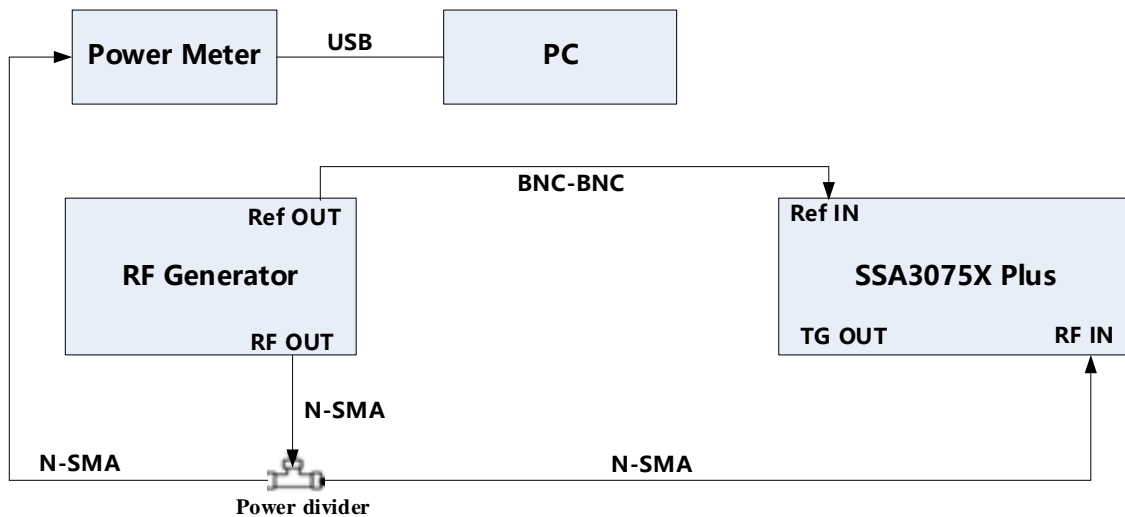 Power Meter
USB
PC
BNC-BNC
Ref OUT
Ref IN
RF Generator
SSA3075X Plus
RF OUT
TG OUT
RF IN
N-SMA
N-SMA
N-SMA
Power divider